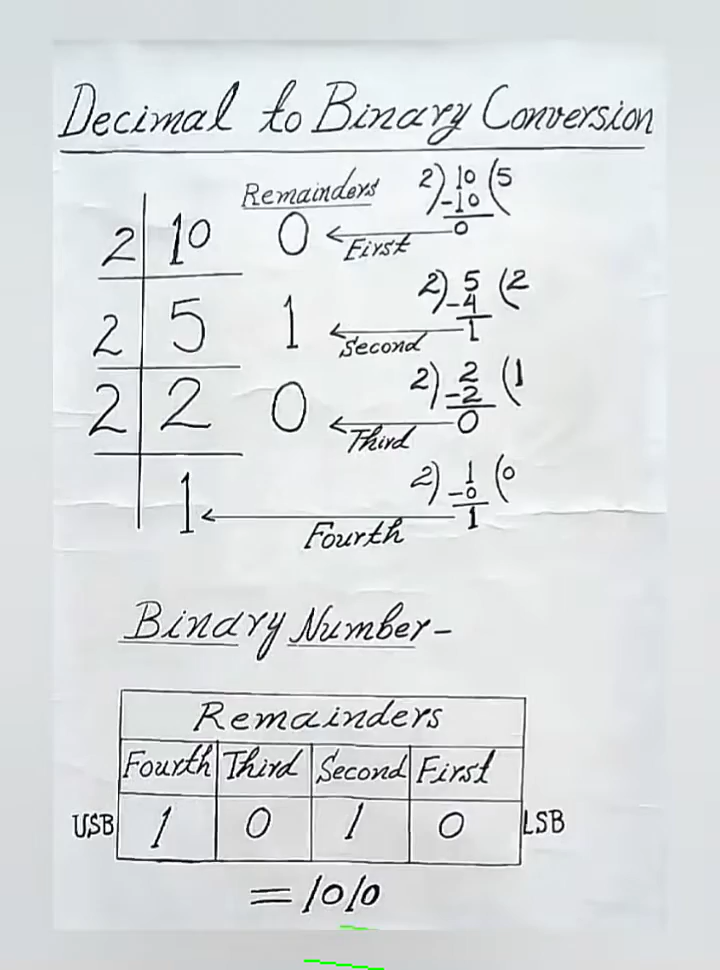 Decimal to Binary Conversion
Remainders
2) 10 (5
-10
0
2 10 0 First
2) 5 (2
-4
1
2 5 1 Second
2) 2 (1
-2
0
2 2 0 Third
2) 1 (0
-0
1
1 Fourth
Binary Number-
Remainders
Fourth Third Second First
USB 1 0 1 0 LSB
= 1010